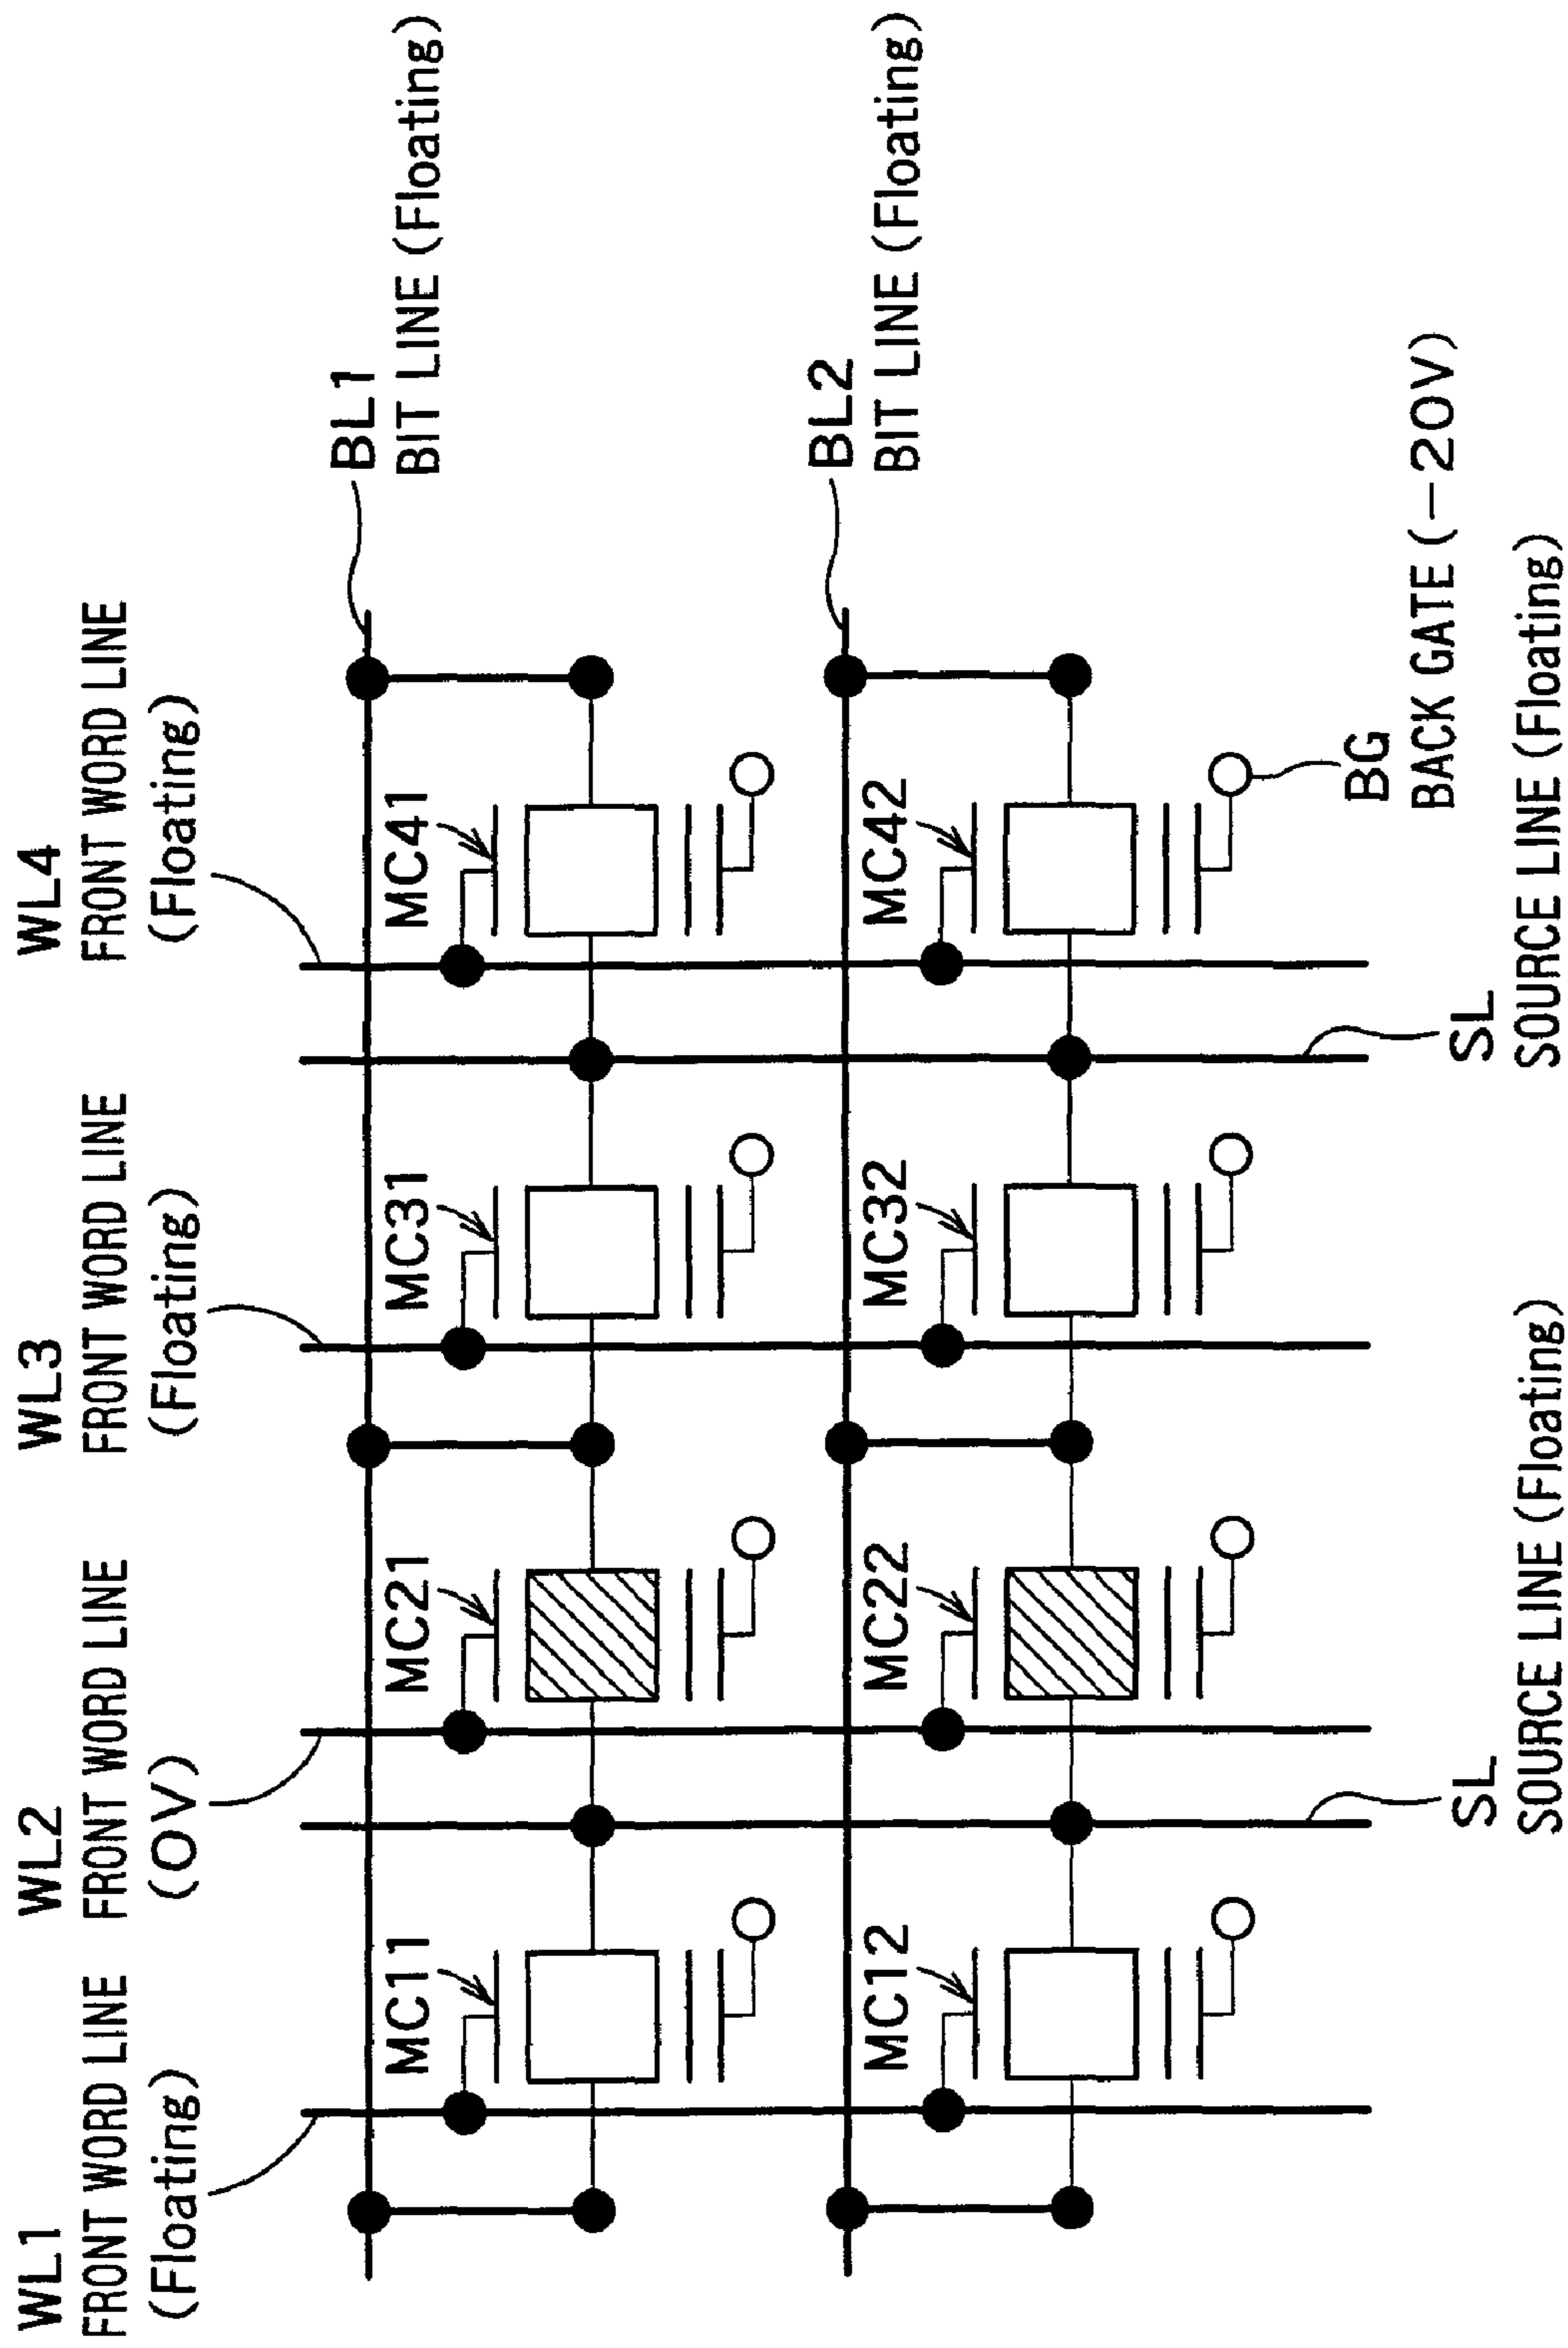 WL1
FRONT WORD LINE
(Floating)
WL2
FRONT WORD LINE
(0V)
WL3
FRONT WORD LINE
(Floating)
WL4
FRONT WORD LINE
(Floating)
BL1
BIT LINE (Floating)
MC11
MC21
MC31
MC41
BL2
BIT LINE (Floating)
MC12
MC22
MC32
MC42
BG
BACK GATE (-20V)
SL
SOURCE LINE (Floating)
SL
SOURCE LINE (Floating)